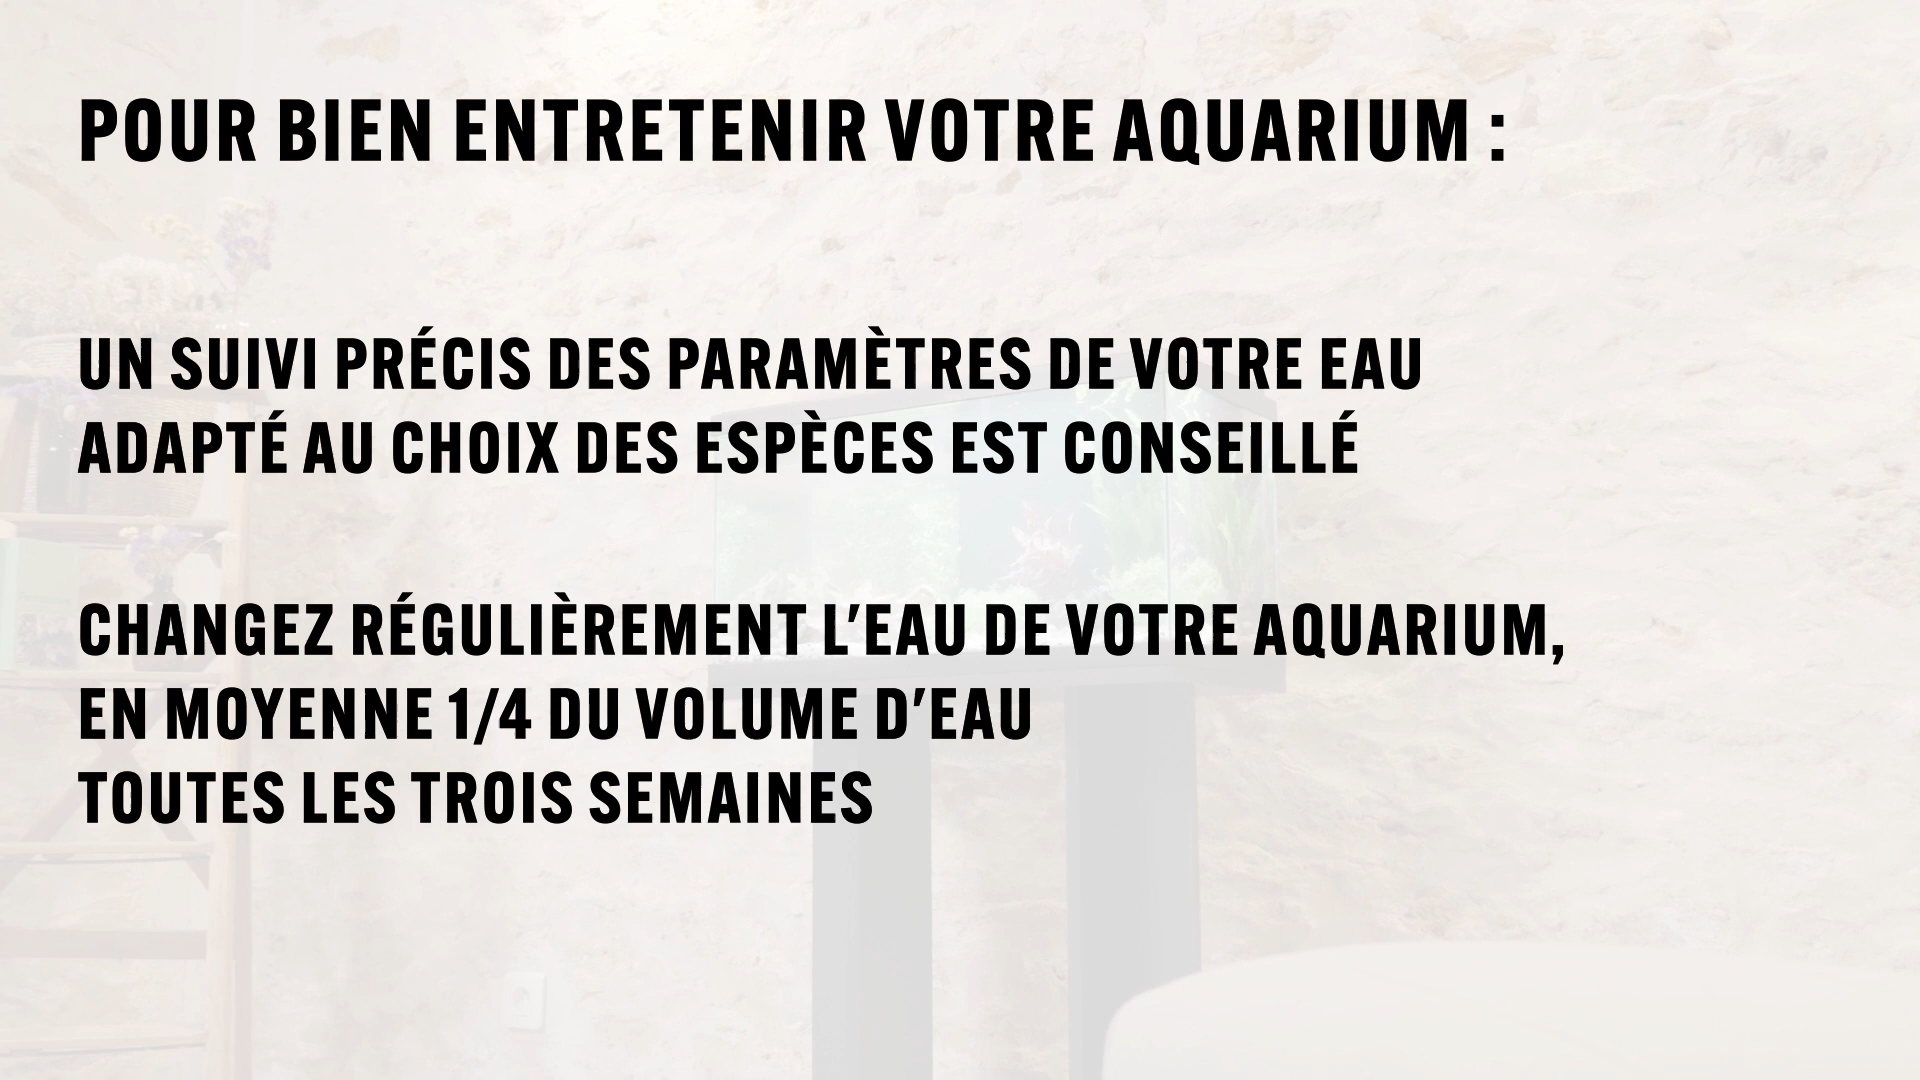 POUR BIEN ENTRETENIR VOTRE AQUARIUM :
UN SUIVI PRÉCIS DES PARAMÈTRES DE VOTRE EAU
ADAPTÉ AU CHOIX DES ESPÈCES EST CONSEILLÉ
CHANGEZ RÉGULIÈREMENT L'EAU DE VOTRE AQUARIUM,
EN MOYENNE 1/4 DU VOLUME D'EAU
TOUTES LES TROIS SEMAINES